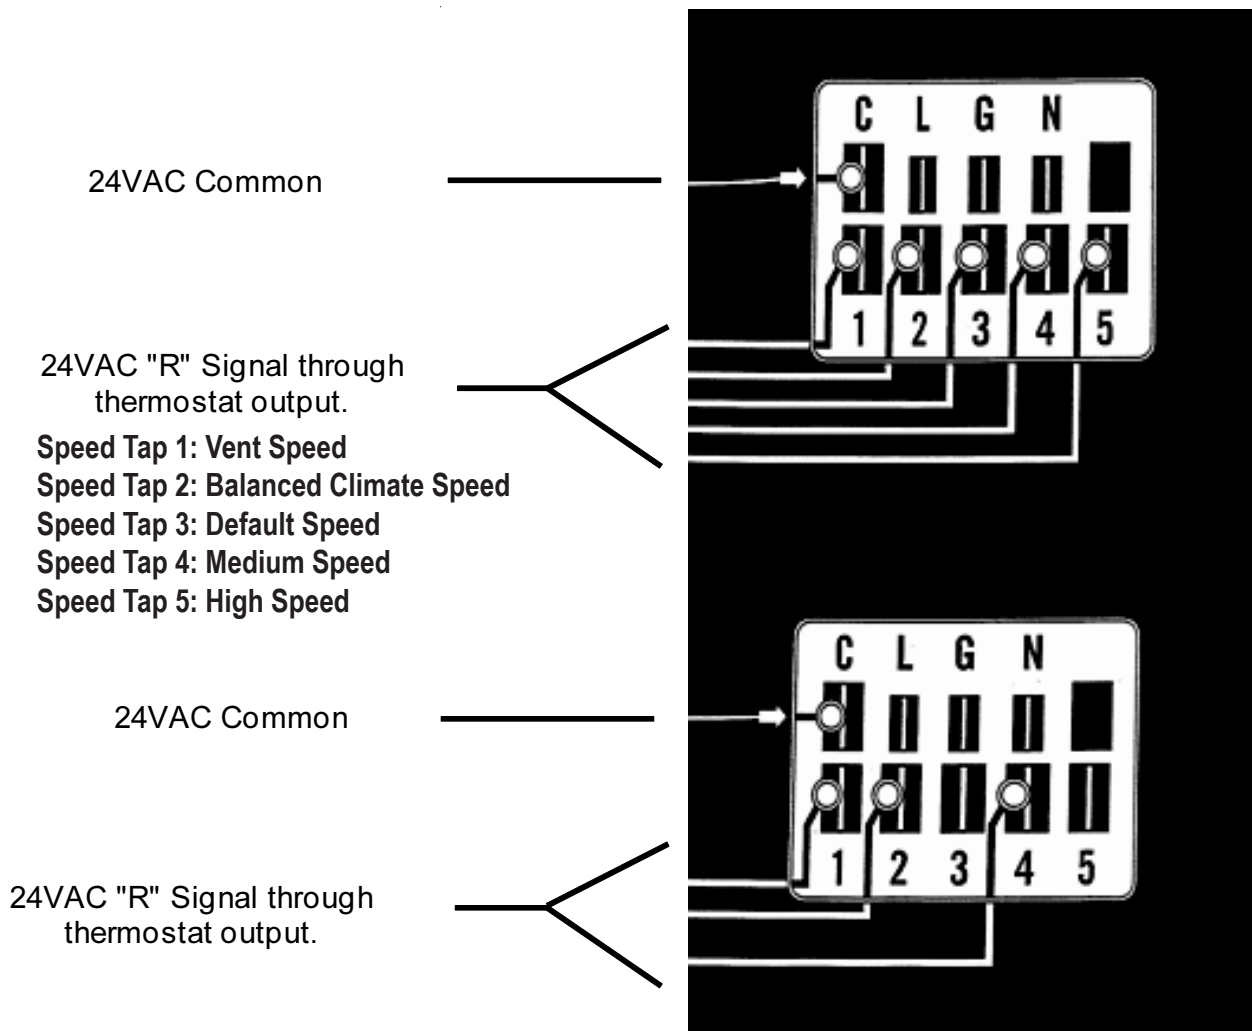 C L G N
24VAC Common
1 2 3 4 5
24VAC "R" Signal through
thermostat output.
Speed Tap 1: Vent Speed
Speed Tap 2: Balanced Climate Speed
Speed Tap 3: Default Speed
Speed Tap 4: Medium Speed
Speed Tap 5: High Speed
C L G N
24VAC Common
1 2 3 4 5
24VAC "R" Signal through
thermostat output.